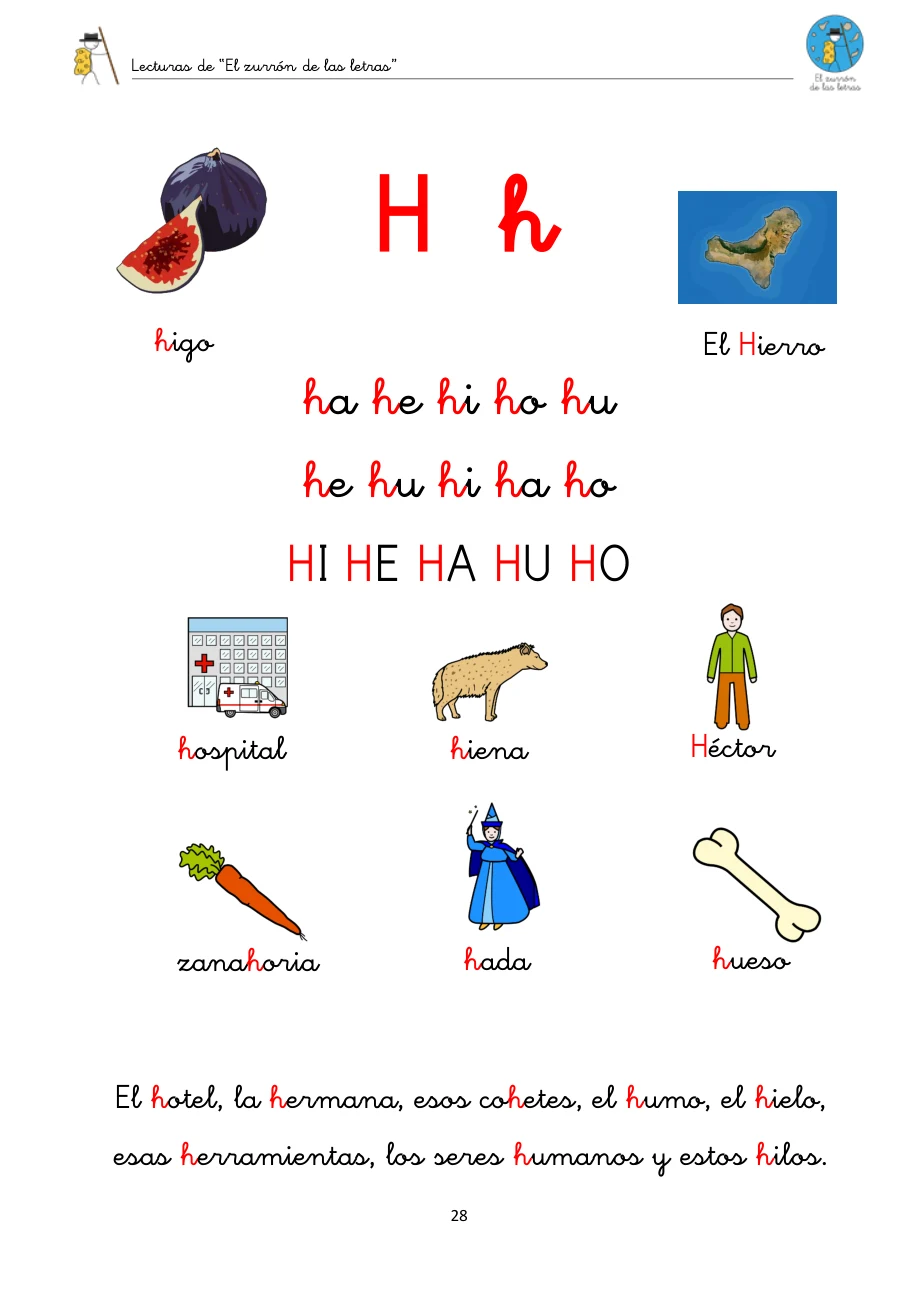 Lecturas de "El zurrón de las letras"
El zurrón
de las letras
H h
higo
El Hierro
ha he hi ho hu
he hu hi ha ho
HI HE HA HU HO
hospital hiena Héctor
zanahoria hada hueso
El hotel, la hermana, esos cohetes, el humo, el hielo,
esas herramientas, los seres humanos y estos hilos.
28